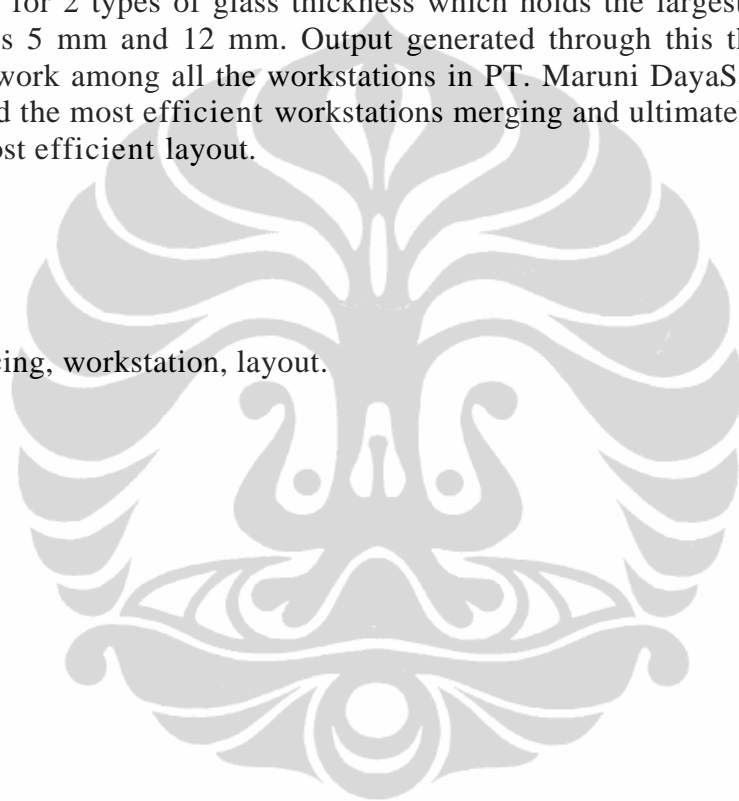 for 2 types of glass thickness which holds the largest
s 5 mm and 12 mm. Output generated through this th
work among all the workstations in PT. Maruni DayaS
d the most efficient workstations merging and ultimatel
ost efficient layout.
cing, workstation, layout.